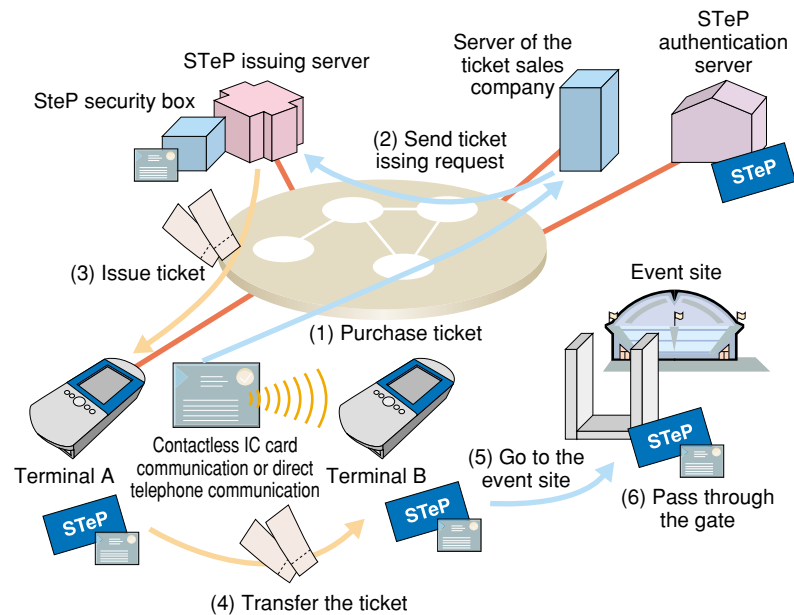 STeP
authentication
server
Server of the
ticket sales
company
STeP issuing server
SteP security box
(2) Send ticket
issing request
STeP
(3) Issue ticket
Event site
(1) Purchase ticket
Contactless IC card
communication or direct
telephone communication
Terminal A
Terminal B
STeP
(5) Go to the
event site
(6) Pass through
the gate
STeP
STeP
(4) Transfer the ticket